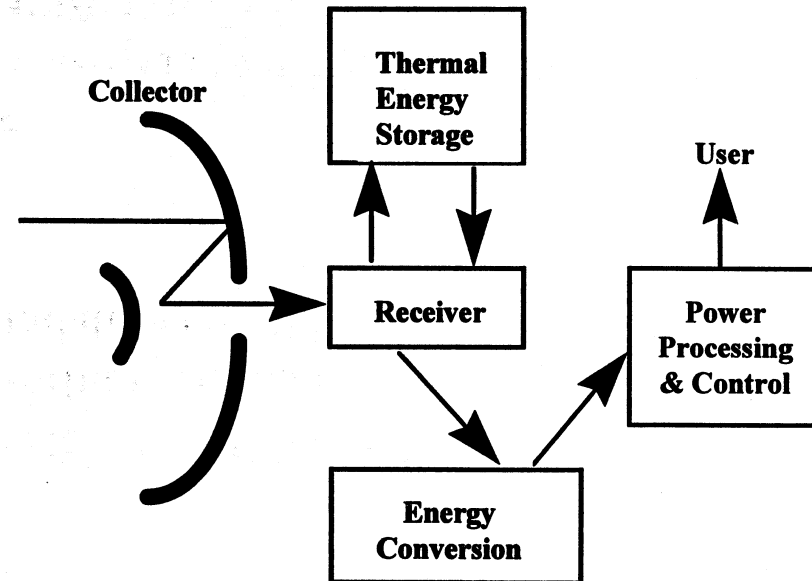 Collector
Thermal
Energy
Storage
User
Receiver
Power
Processing
& Control
Energy
Conversion